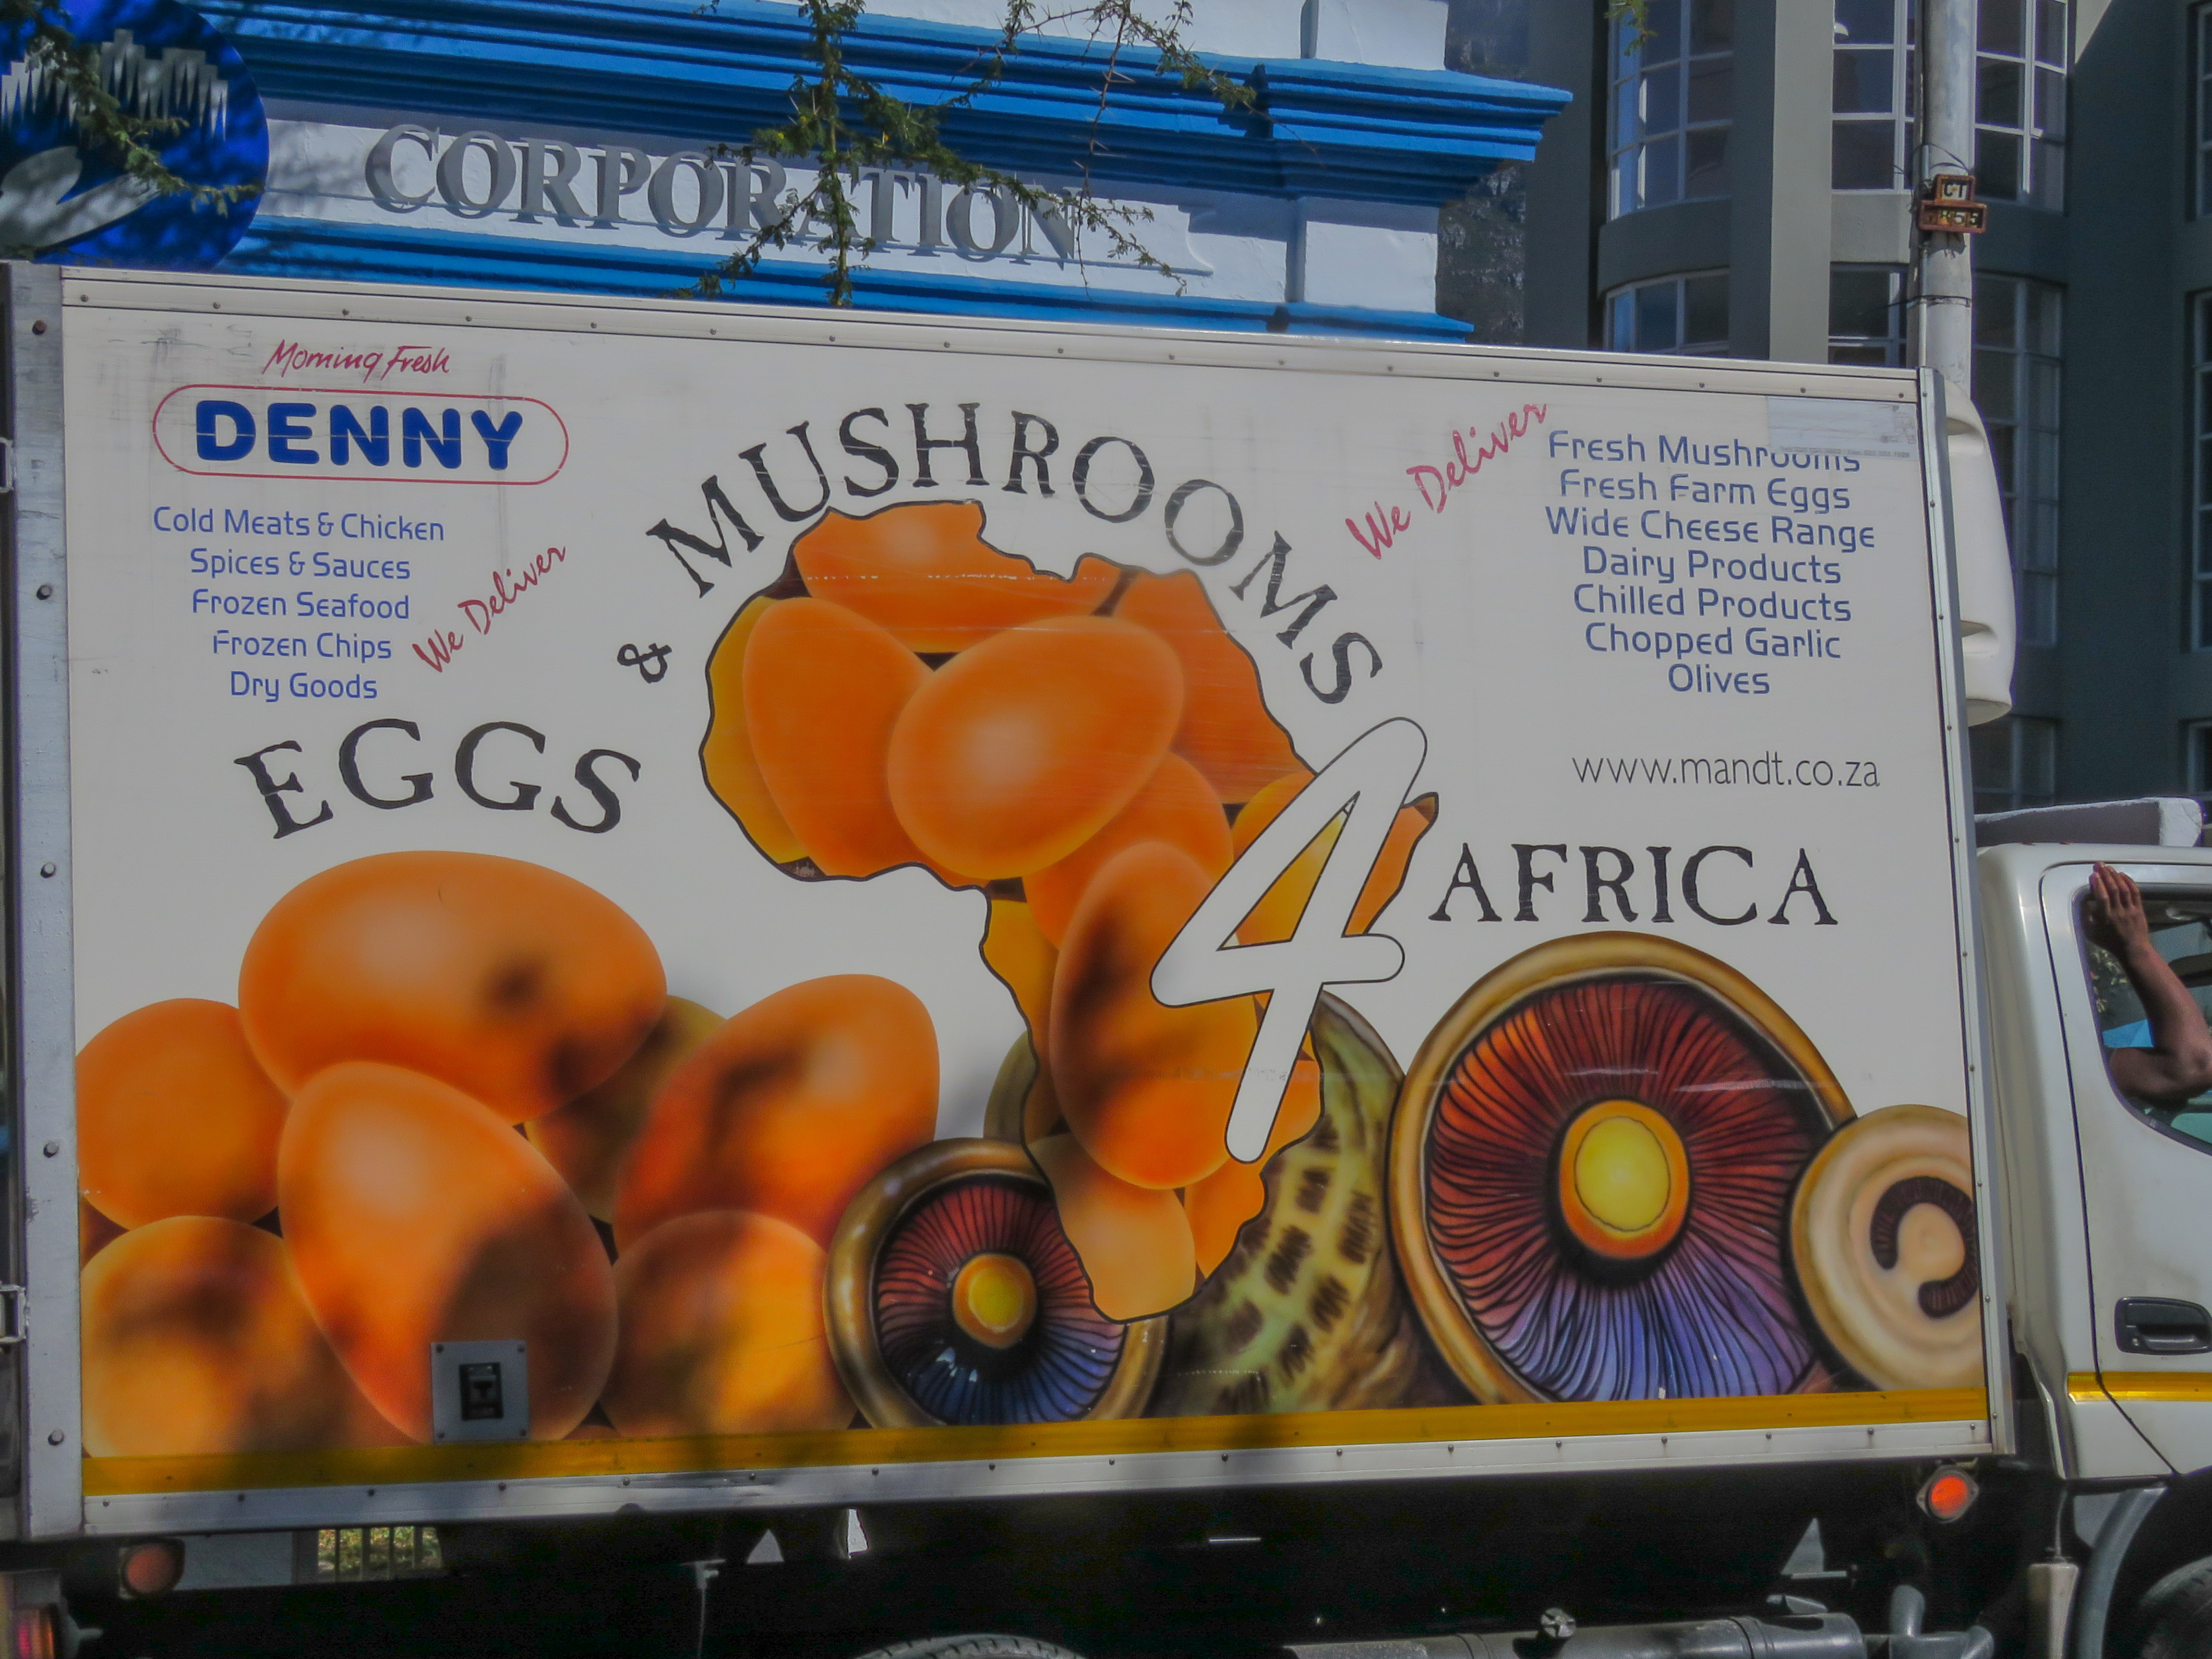 CORPORATION
CT
Morning Fresh
DENNY
Cold Meats & Chicken
Spices & Sauces
Frozen Seafood
Frozen Chips
Dry Goods
We Deliver
EGGS
&
MUSHROOMS
4
AFRICA
We Deliver
Fresh Mushrooms
Fresh Farm Eggs
Wide Cheese Range
Dairy Products
Chilled Products
Chopped Garlic
Olives
www.mandt.co.za